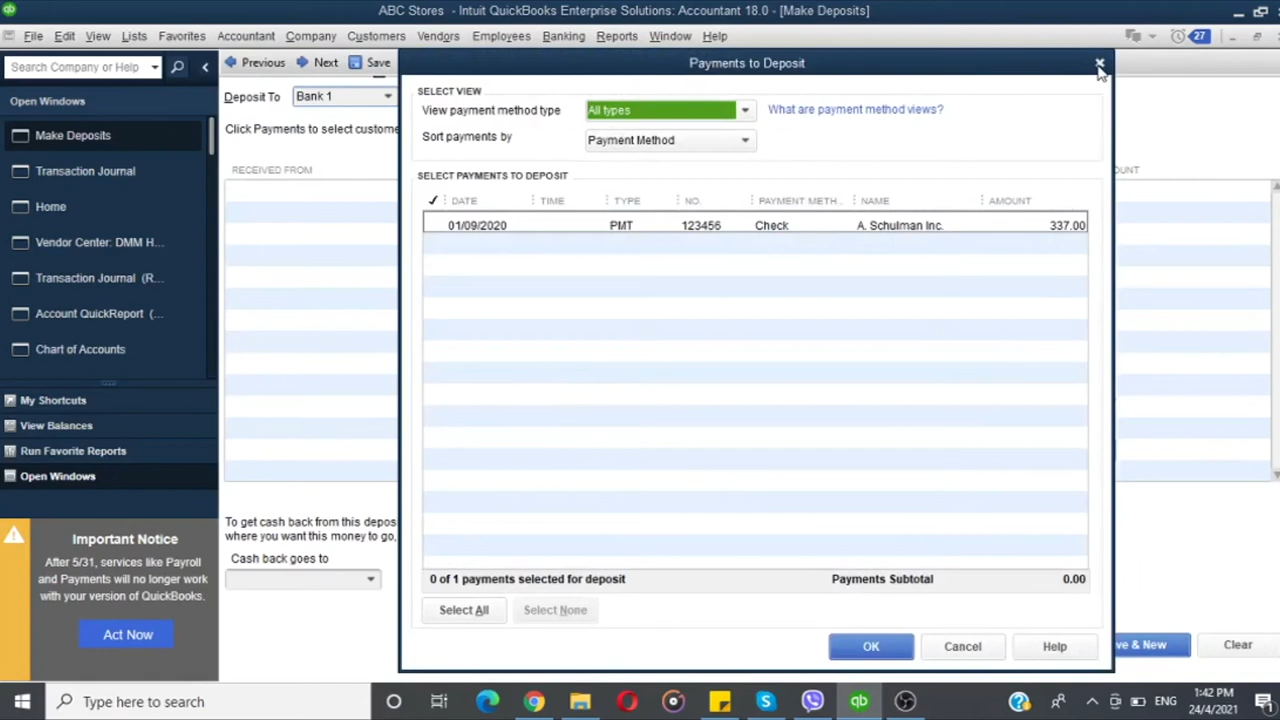 ABC Stores - Intuit QuickBooks Enterprise Solutions: Accountant 18.0 - [Make Deposits]
File Edit View Lists Favorites Accountant Company Customers Vendors Employees Banking Reports Window Help 27
Search Company or Help
Previous Next Save
Payments to Deposit
Open Windows
Deposit To Bank 1
Click Payments to select custome
SELECT VIEW
View payment method type All types What are payment method views?
Sort payments by Payment Method
Make Deposits
Transaction Journal
Home
Vendor Center: DMM H...
Transaction Journal (R...
Account QuickReport (...
Chart of Accounts
RECEIVED FROM
OUNT
SELECT PAYMENTS TO DEPOSIT
✓ DATE TIME TYPE NO. PAYMENT METH... NAME AMOUNT
01/09/2020 PMT 123456 Check A. Schulman Inc. 337.00
My Shortcuts
View Balances
Run Favorite Reports
Open Windows
To get cash back from this depos
where you want this money to go,
Cash back goes to
0 of 1 payments selected for deposit Payments Subtotal 0.00
Select All Select None
OK Cancel Help
e & New Clear
Important Notice
After 5/31, services like Payroll
and Payments will no longer work
with your version of QuickBooks.
Act Now
Type here to search
ENG
1:42 PM
24/4/2021
1